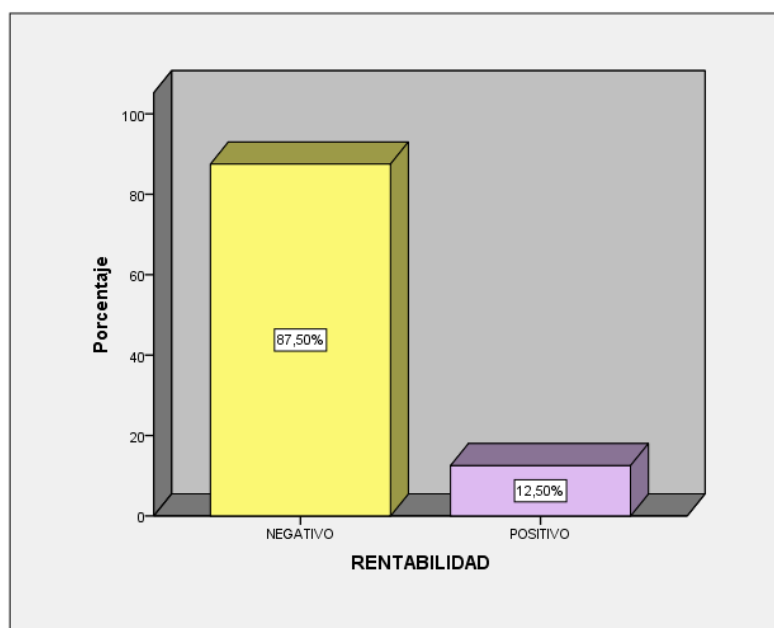 Porcentaje
100
80
60
40
20
0
87,50%
12,50%
NEGATIVO
POSITIVO
RENTABILIDAD